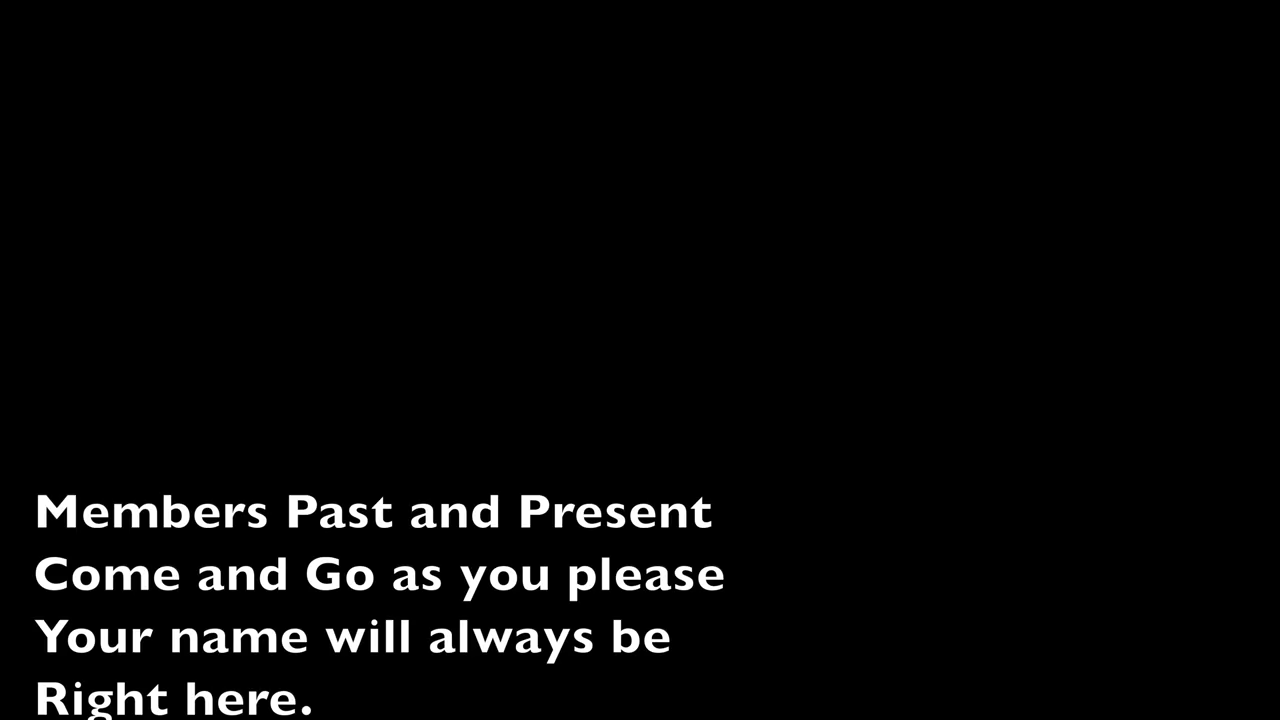 Members Past and Present
Come and Go as you please
Your name will always be
Right here.